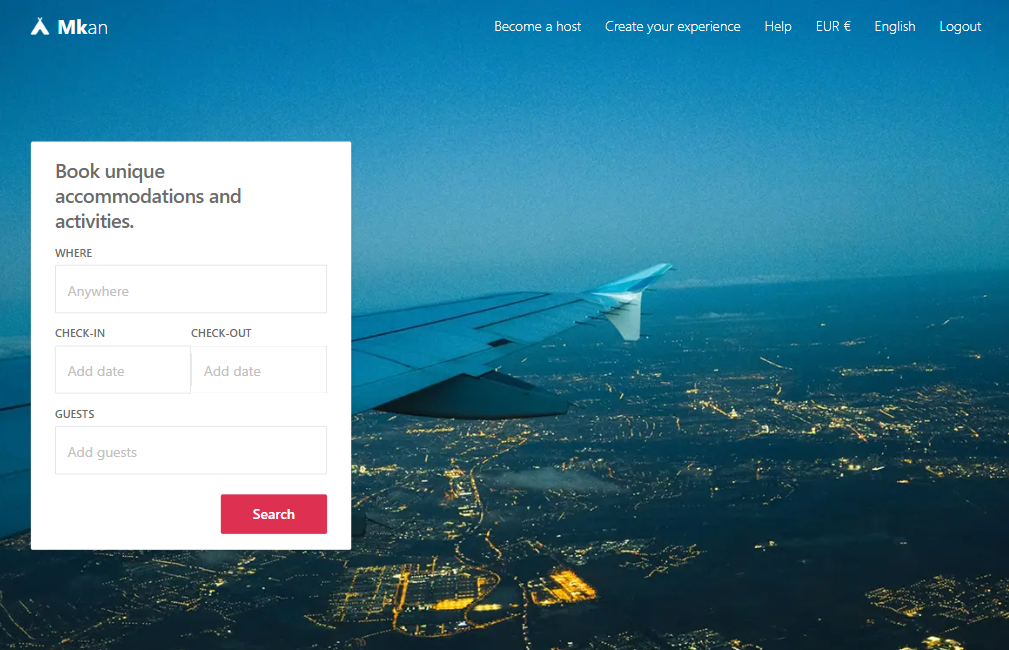 Mkan
Become a host
Create your experience
Help
EUR €
English
Logout
Book unique
accommodations and
activities.
WHERE
Anywhere
CHECK-IN
CHECK-OUT
Add date
Add date
GUESTS
Add guests
Search